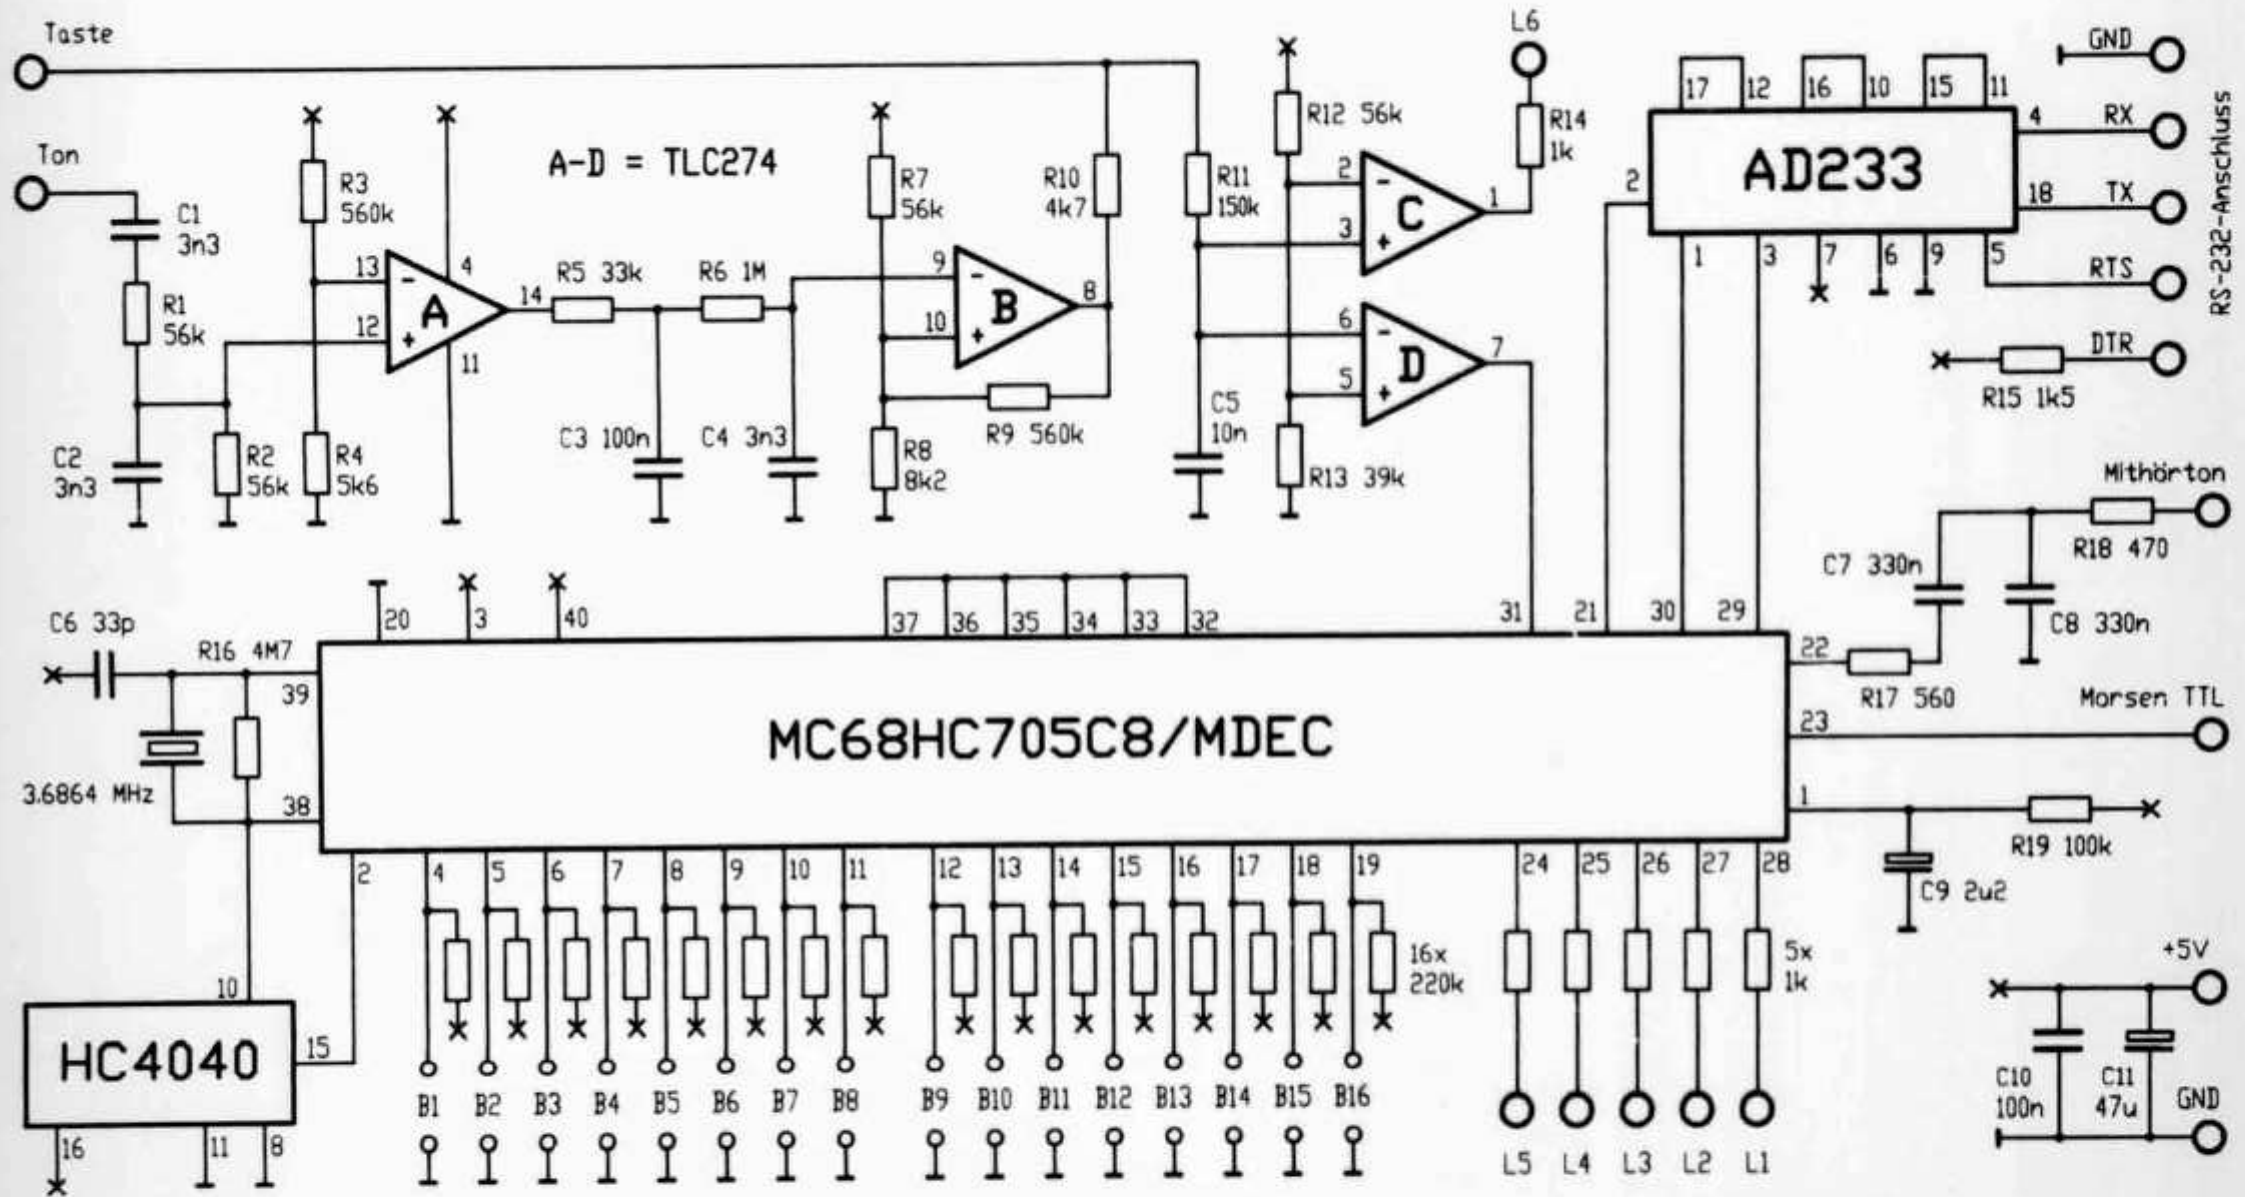 Taste
Ton
C1
3n3
R1
56k
C2
3n3
R2
56k
R3
560k
R4
5k6
13
12
4
11
14
-
+
A
A-D = TLC274
R5 33k
R6 1M
C3 100n
C4 3n3
R7
56k
R8
8k2
9
10
8
-
+
B
R9 560k
R10
4k7
R11
150k
C5
10n
R12 56k
R13 39k
2
3
1
-
+
C
6
5
7
-
+
D
L6
R14
1k
17
12
16
10
15
11
AD233
2
1
3
7
6
9
5
4
18
GND
RX
TX
RTS
DTR
RS-232-Anschluss
R15 1k5
Mithörton
R18 470
C7 330n
C8 330n
R17 560
Morsen TTL
C6 33p
R16 4M7
3.6864 MHz
39
38
20
3
40
37
36
35
34
33
32
31
21
30
29
22
23
1
MC68HC705C8/MDEC
R19 100k
C9 2u2
2
4
5
6
7
8
9
10
11
12
13
14
15
16
17
18
19
24
25
26
27
28
16x
220k
5x
1k
10
15
HC4040
16
11
8
B1
B2
B3
B4
B5
B6
B7
B8
B9
B10
B11
B12
B13
B14
B15
B16
L5
L4
L3
L2
L1
+5V
C10
100n
C11
47u
GND